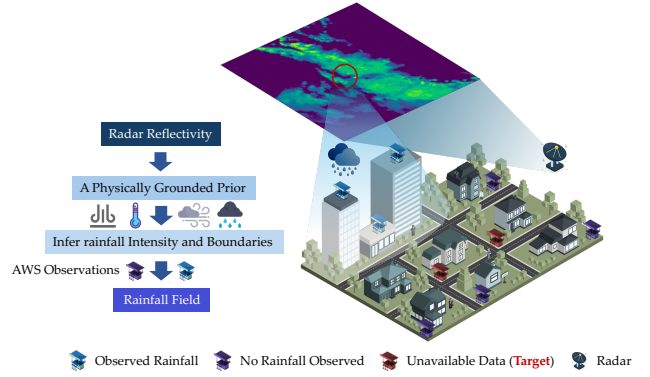 Radar Reflectivity
A Physically Grounded Prior
Infer rainfall Intensity and Boundaries
AWS Observations
Rainfall Field
Observed Rainfall
No Rainfall Observed
Unavailable Data (Target)
Radar